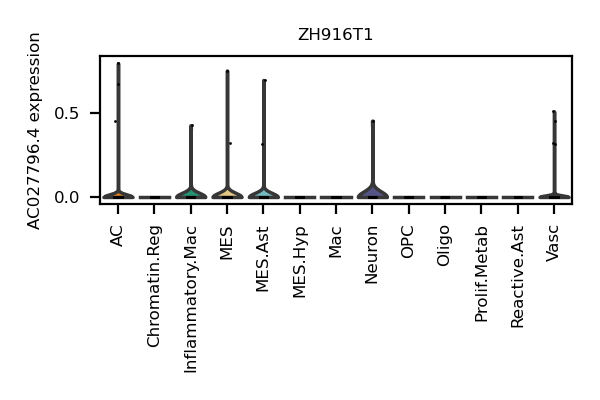 ZH916T1
AC027796.4 expression
0.5
0.0
AC
Chromatin.Reg
Inflammatory.Mac
MES
MES.Ast
MES.Hyp
Mac
Neuron
OPC
Oligo
Prolif.Metab
Reactive.Ast
Vasc